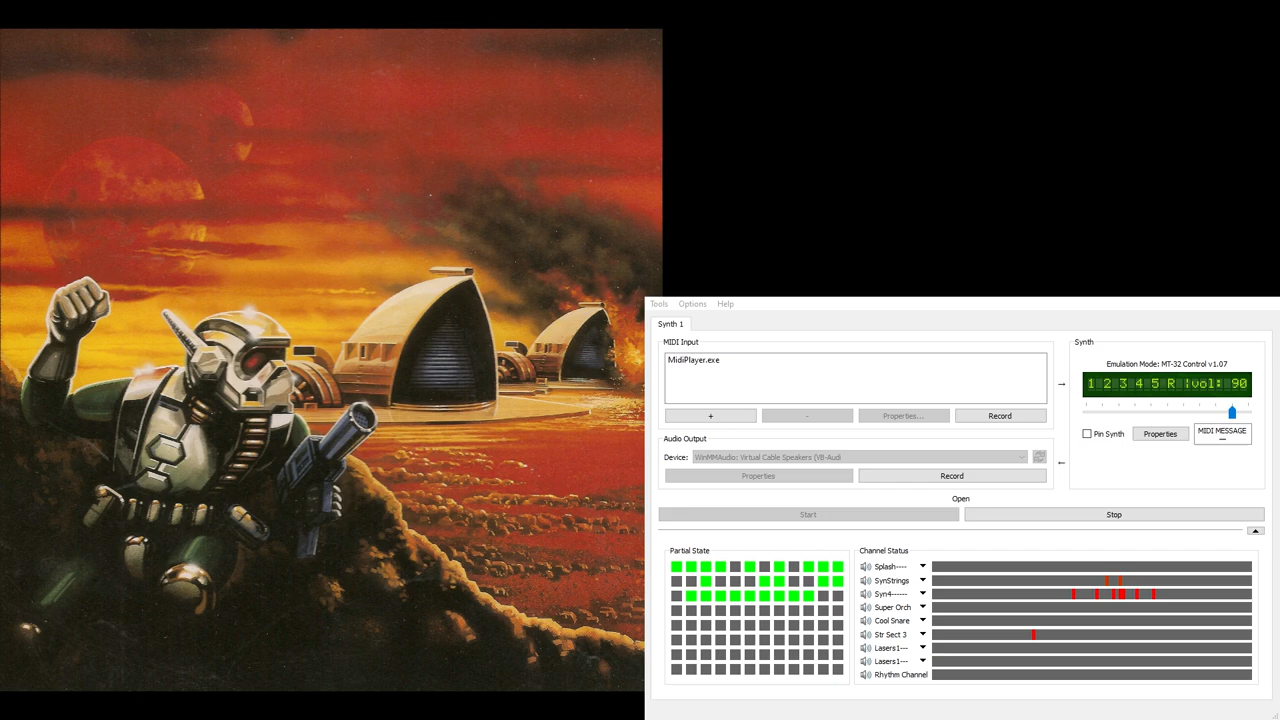 Tools Options Help
Synth 1
MIDI Input
MidiPlayer.exe
+ - Properties... Record
Audio Output
Device: WinMMAudio: Virtual Cable Speakers (VB-Audi
Properties Record
Synth
Emulation Mode: MT-32 Control v1.07
1 2 3 4 5 R |vol: 90
Pin Synth Properties MIDI MESSAGE
Open
Start Stop
Partial State
Channel Status
Splash----
SynStrings
Syn4------
Super Orch
Cool Snare
Str Sect 3
Lasers1---
Lasers1---
Rhythm Channel